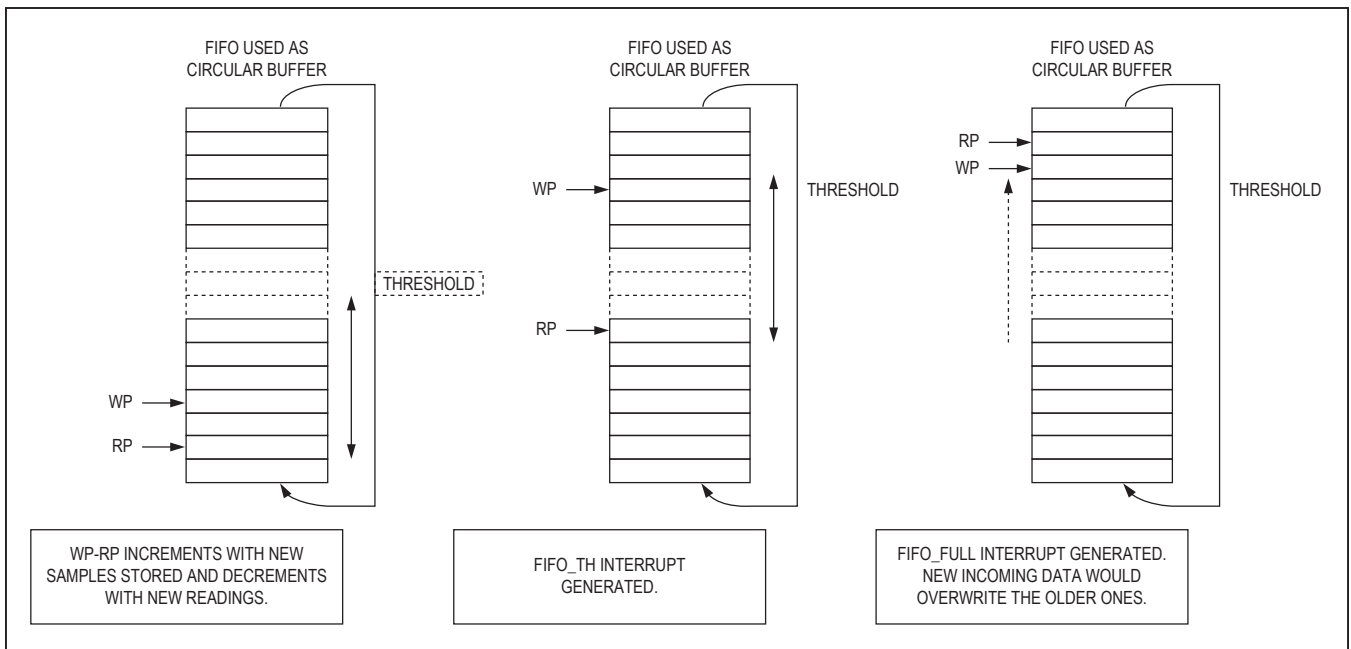 FIFO USED AS
CIRCULAR BUFFER
WP
RP
THRESHOLD
WP-RP INCREMENTS WITH NEW
SAMPLES STORED AND DECREMENTS
WITH NEW READINGS.
FIFO USED AS
CIRCULAR BUFFER
WP
THRESHOLD
RP
FIFO_TH INTERRUPT
GENERATED.
FIFO USED AS
CIRCULAR BUFFER
RP
WP
THRESHOLD
FIFO_FULL INTERRUPT GENERATED.
NEW INCOMING DATA WOULD
OVERWRITE THE OLDER ONES.